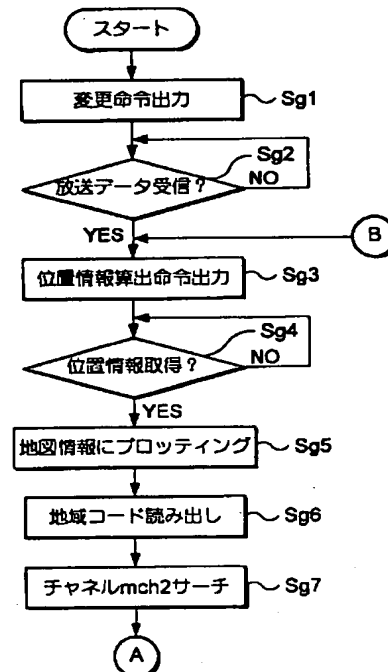 スタート
変更命令出力 Sg1
Sg2
放送データ受信? NO
YES
B
位置情報算出命令出力 Sg3
Sg4
位置情報取得? NO
YES
地図情報にプロッティング Sg5
地域コード読み出し Sg6
チャネルmch2サーチ Sg7
A